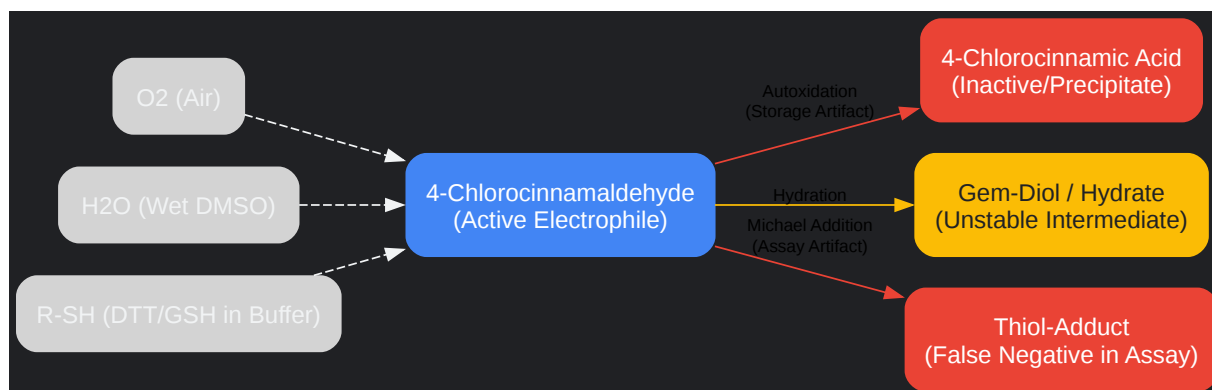 O2 (Air)
H2O (Wet DMSO)
R-SH (DTT/GSH in Buffer)
4-Chlorocinnamaldehyde
(Active Electrophile)
Autoxidation
(Storage Artifact)
Hydration
Michael Addition
(Assay Artifact)
4-Chlorocinnamic Acid
(Inactive/Precipitate)
Gem-Diol / Hydrate
(Unstable Intermediate)
Thiol-Adduct
(False Negative in Assay)